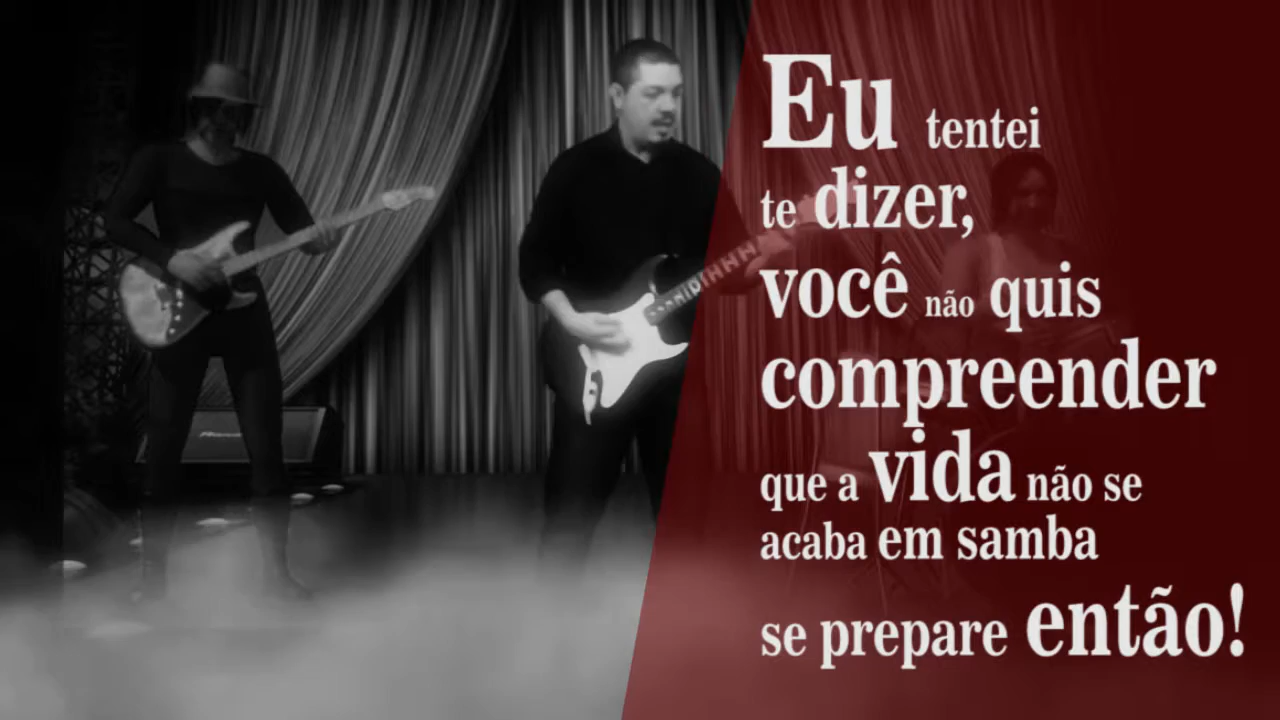 Eu tentei
te dizer,
você não quis
compreender
que a vida não se
acaba em samba
se prepare então!